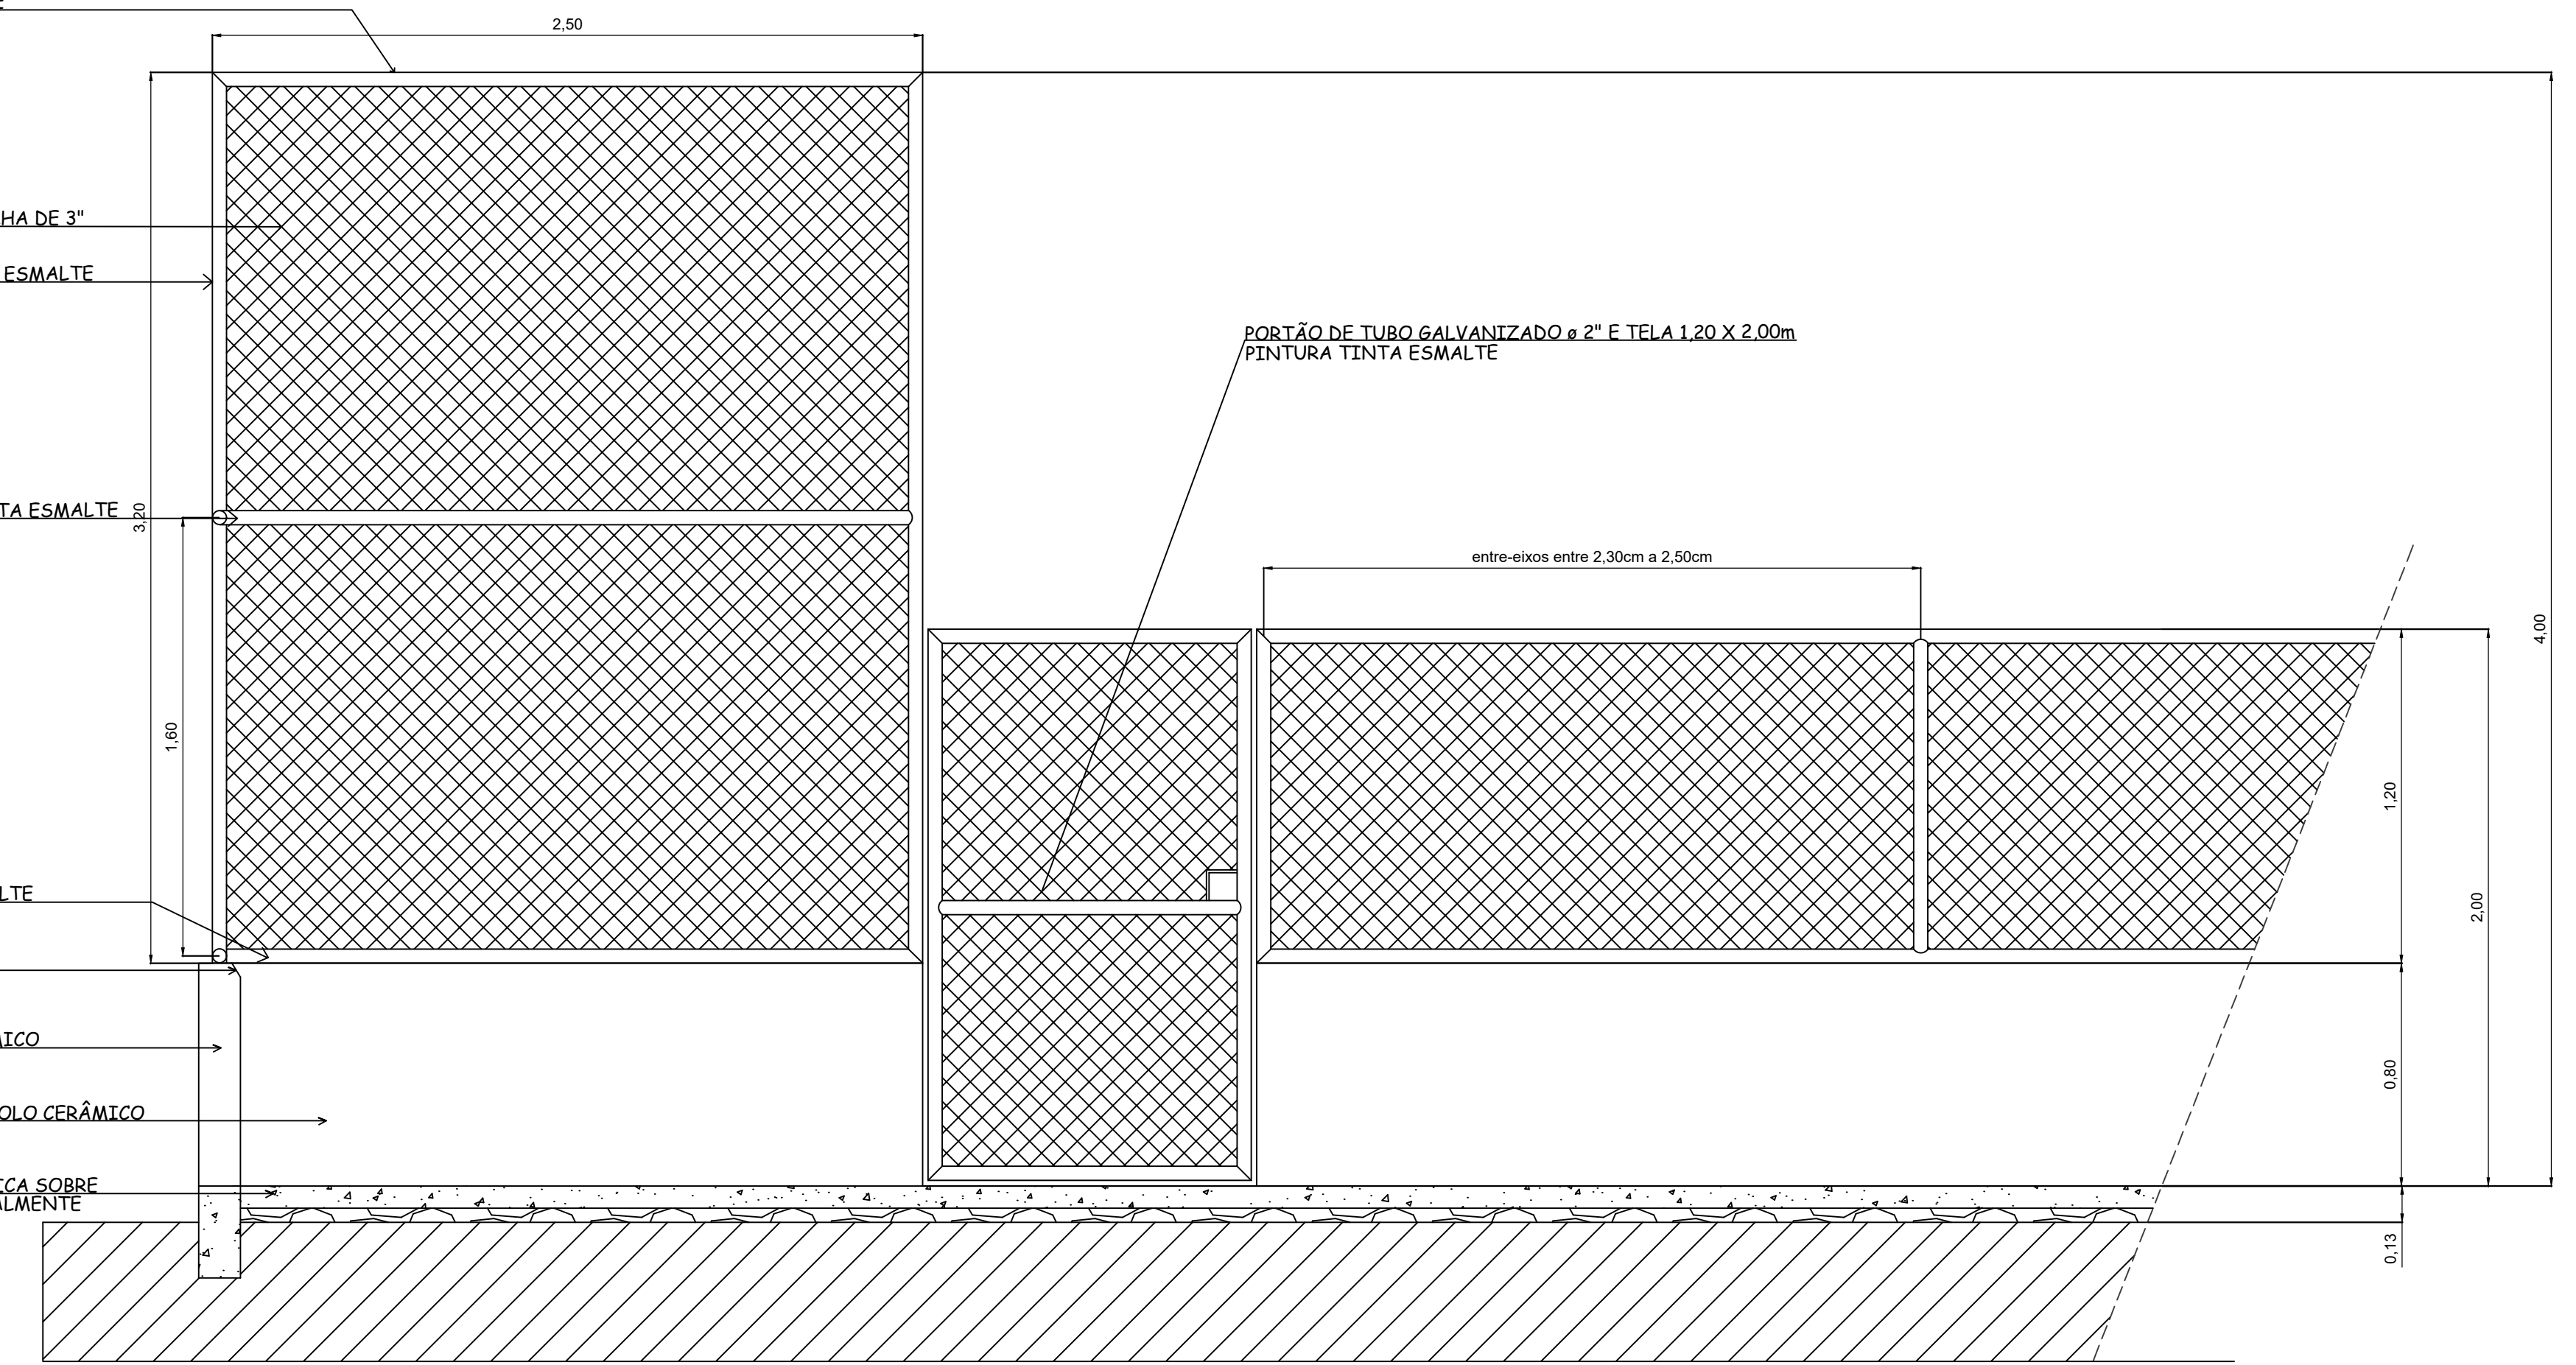 2,50
HA DE 3"
ESMALTE
PORTÃO DE TUBO GALVANIZADO ø 2" E TELA 1,20 X 2,00m
PINTURA TINTA ESMALTE
TA ESMALTE
3,20
entre-eixos entre 2,30cm a 2,50cm
4,00
1,60
1,20
LTE
2,00
MICO
0,80
OLO CERÂMICO
ICA SOBRE
ALMENTE
0,13